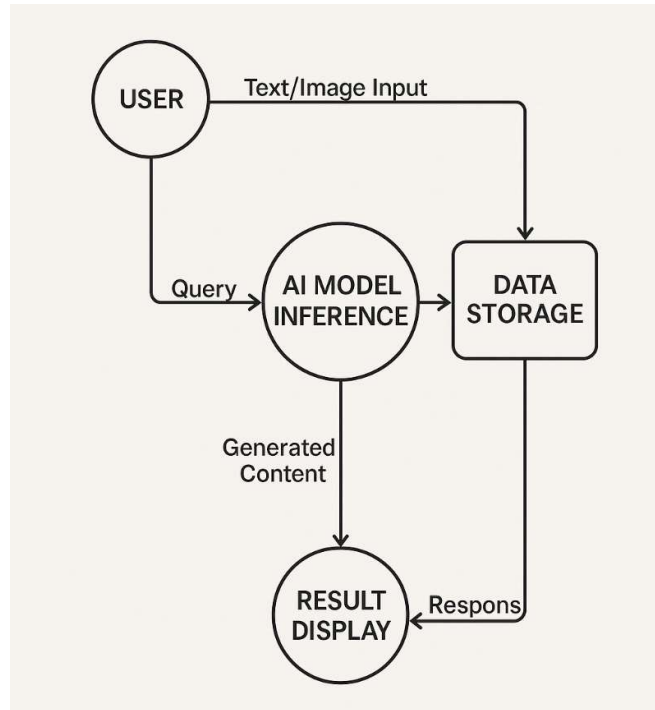 USER
Text/Image Input
Query
AI MODEL
INFERENCE
DATA
STORAGE
Generated
Content
RESULT
DISPLAY
Respons